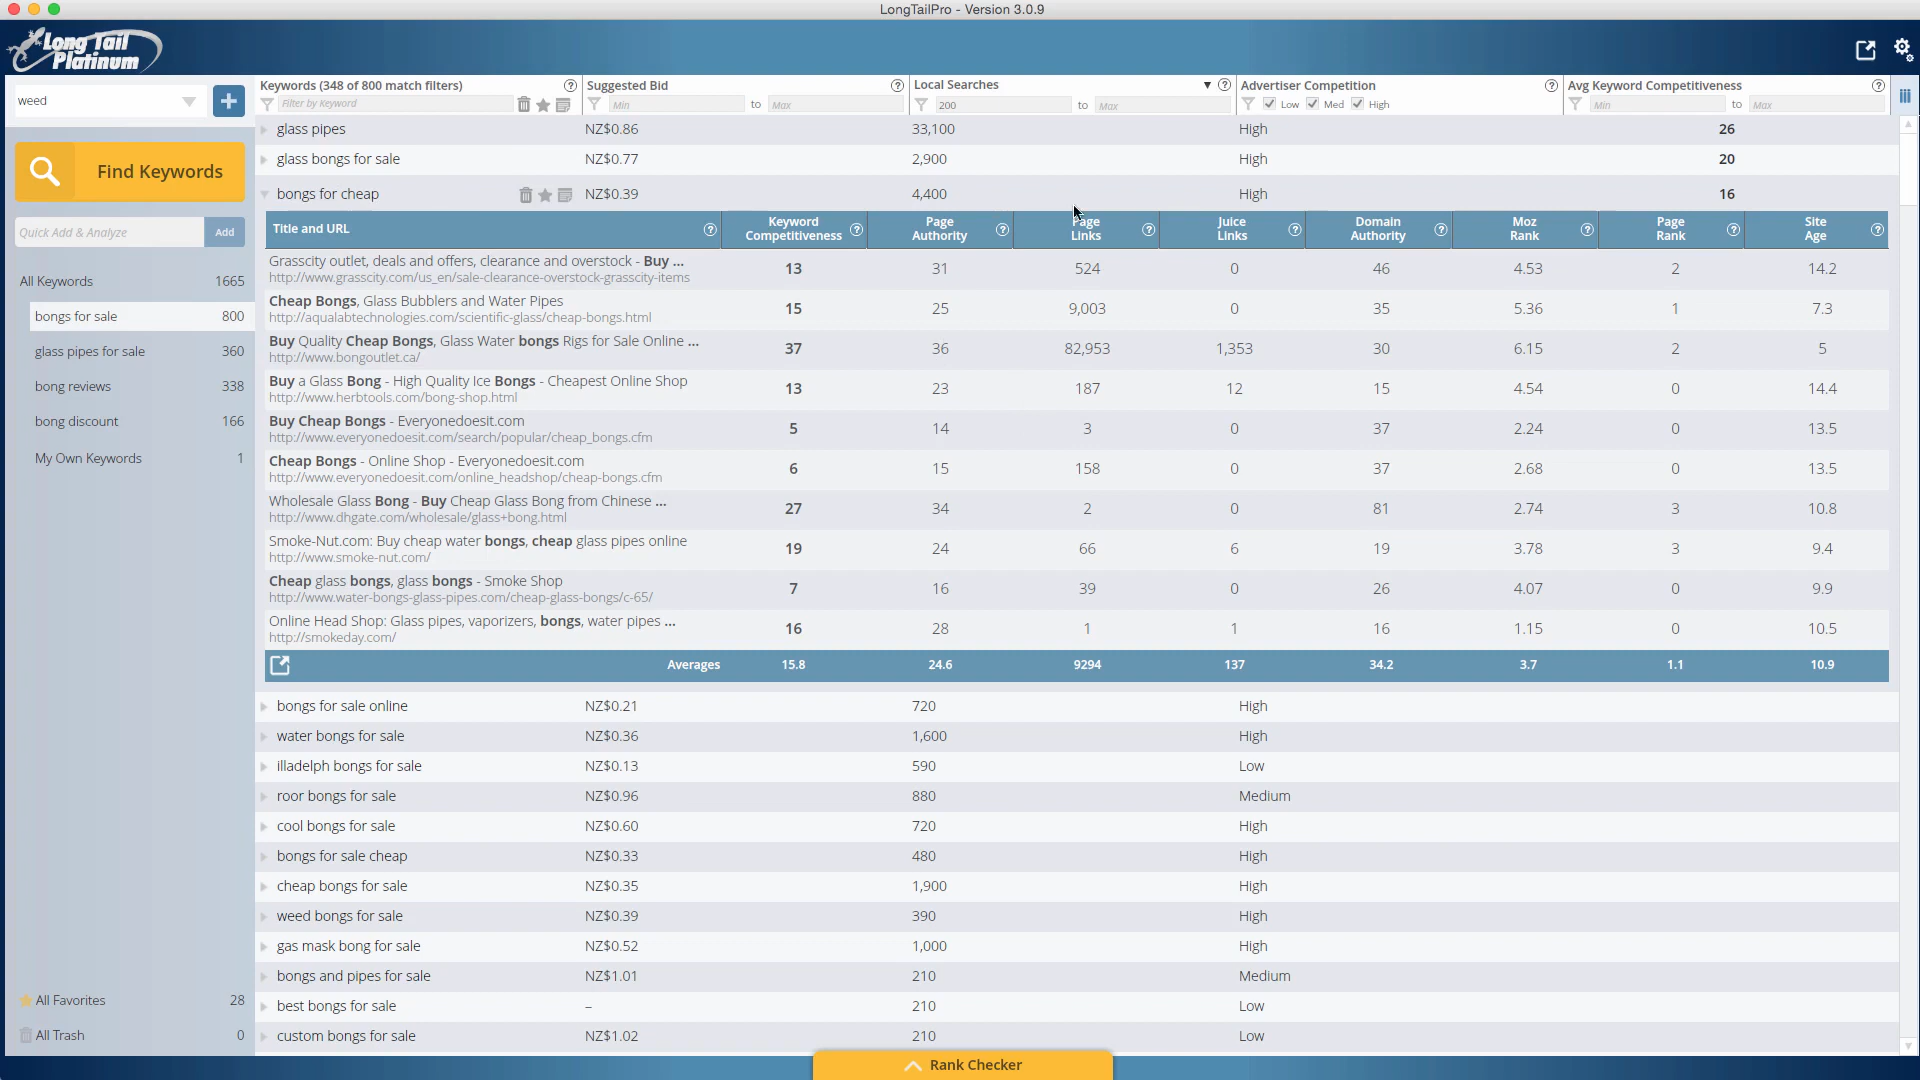 LongTailPro - Version 3.0.9
Long Tail
Platinum
weed
Keywords (348 of 800 match filters)
Filter by Keyword
Suggested Bid
Min to Max
Local Searches
200 to Max
Advertiser Competition
Low Med High
Avg Keyword Competitiveness
Min to Max
Find Keywords
Quick Add & Analyze Add
All Keywords 1665
bongs for sale 800
glass pipes for sale 360
bong reviews 338
bong discount 166
My Own Keywords 1
All Favorites 28
All Trash 0
glass pipes NZ$0.86 33,100 High 26
glass bongs for sale NZ$0.77 2,900 High 20
bongs for cheap NZ$0.39 4,400 High 16
Title and URL Keyword Competitiveness Page Authority Page Links Juice Links Domain Authority Moz Rank Page Rank Site Age
Grasscity outlet, deals and offers, clearance and overstock - Buy ... 13 31 524 0 46 4.53 2 14.2
http://www.grasscity.com/us_en/sale-clearance-overstock-grasscity-items
Cheap Bongs, Glass Bubblers and Water Pipes 15 25 9,003 0 35 5.36 1 7.3
http://aqualabtechnologies.com/scientific-glass/cheap-bongs.html
Buy Quality Cheap Bongs, Glass Water bongs Rigs for Sale Online ... 37 36 82,953 1,353 30 6.15 2 5
http://www.bongoutlet.ca/
Buy a Glass Bong - High Quality Ice Bongs - Cheapest Online Shop 13 23 187 12 15 4.54 0 14.4
http://www.herbtools.com/bong-shop.html
Buy Cheap Bongs - Everyonedoesit.com 5 14 3 0 37 2.24 0 13.5
http://www.everyonedoesit.com/search/popular/cheap_bongs.cfm
Cheap Bongs - Online Shop - Everyonedoesit.com 6 15 158 0 37 2.68 0 13.5
http://www.everyonedoesit.com/online_headshop/cheap-bongs.cfm
Wholesale Glass Bong - Buy Cheap Glass Bong from Chinese ... 27 34 2 0 81 2.74 3 10.8
http://www.dhgate.com/wholesale/glass+bong.html
Smoke-Nut.com: Buy cheap water bongs, cheap glass pipes online 19 24 66 6 19 3.78 3 9.4
http://www.smoke-nut.com/
Cheap glass bongs, glass bongs - Smoke Shop 7 16 39 0 26 4.07 0 9.9
http://www.water-bongs-glass-pipes.com/cheap-glass-bongs/c-65/
Online Head Shop: Glass pipes, vaporizers, bongs, water pipes ... 16 28 1 1 16 1.15 0 10.5
http://smokeday.com/
Averages 15.8 24.6 9294 137 34.2 3.7 1.1 10.9
bongs for sale online NZ$0.21 720 High
water bongs for sale NZ$0.36 1,600 High
illadelph bongs for sale NZ$0.13 590 Low
roor bongs for sale NZ$0.96 880 Medium
cool bongs for sale NZ$0.60 720 High
bongs for sale cheap NZ$0.33 480 High
cheap bongs for sale NZ$0.35 1,900 High
weed bongs for sale NZ$0.39 390 High
gas mask bong for sale NZ$0.52 1,000 High
bongs and pipes for sale NZ$1.01 210 Medium
best bongs for sale – 210 Low
custom bongs for sale NZ$1.02 210 Low
Rank Checker